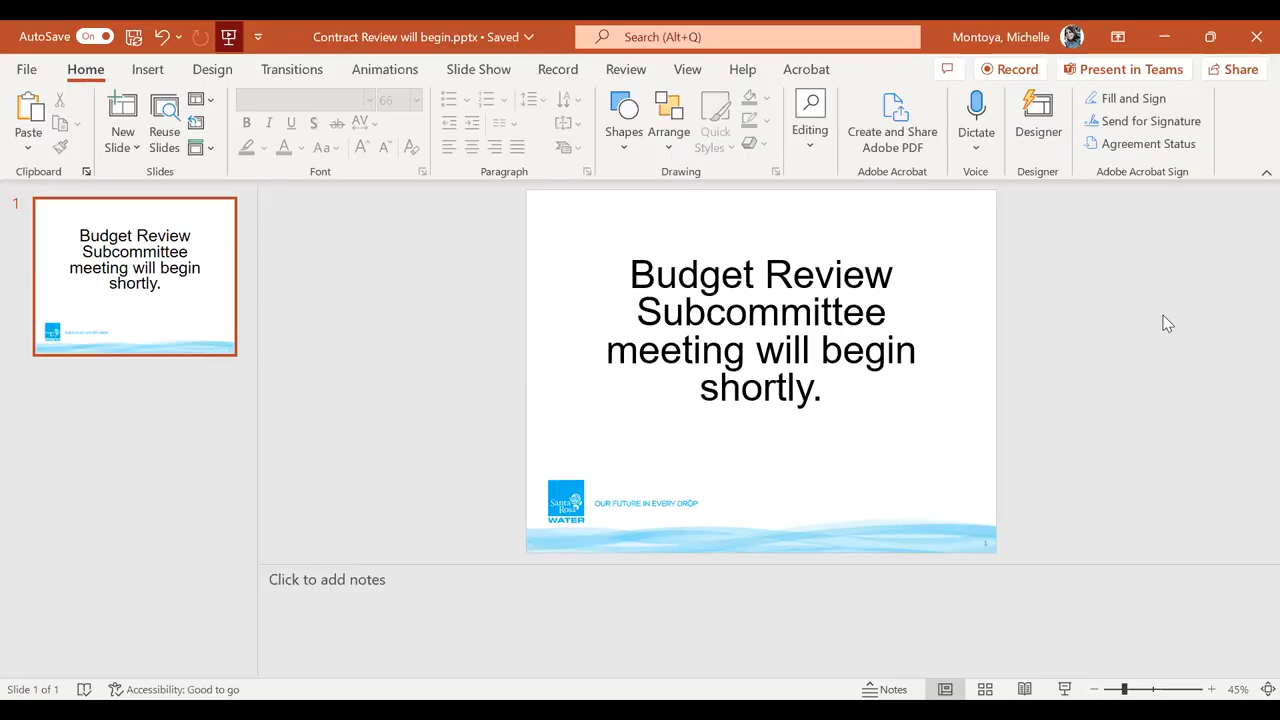 AutoSave On Contract Review will begin.pptx • Saved Search (Alt+Q) Montoya, Michelle
File Home Insert Design Transitions Animations Slide Show Record Review View Help Acrobat Record Present in Teams Share
66
Paste New Slide Reuse Slides Shapes Arrange Quick Styles Editing Create and Share Adobe PDF Dictate Designer
Fill and Sign
Send for Signature
Agreement Status
B I U S ab AV
Aa A A A
Clipboard Slides Font Paragraph Drawing Adobe Acrobat Voice Designer Adobe Acrobat Sign
1
Budget Review
Subcommittee
meeting will begin
shortly.
Budget Review
Subcommittee
meeting will begin
shortly.
Santa
Rosa
WATER
OUR FUTURE IN EVERY DROP
1
Click to add notes
Slide 1 of 1 Accessibility: Good to go Notes 45%